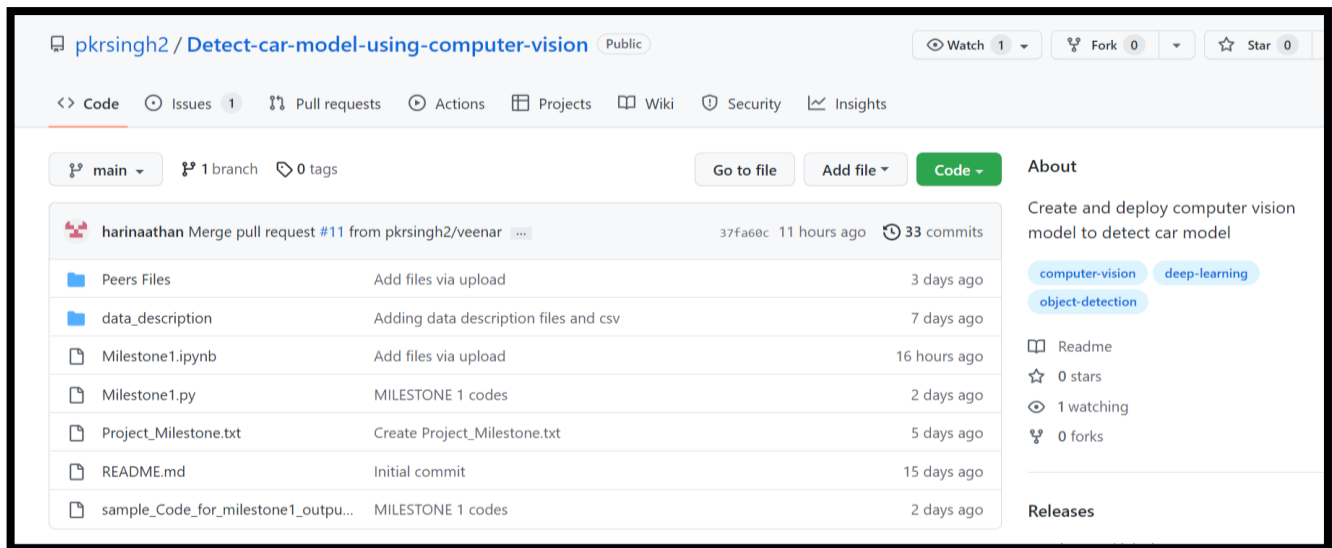 pkrsingh2 / Detect-car-model-using-computer-vision Public
Watch 1 Fork 0 Star 0
Code Issues 1 Pull requests Actions Projects Wiki Security Insights
main 1 branch 0 tags Go to file Add file Code
harinaathan Merge pull request #11 from pkrsingh2/veenar ... 37fa60c 11 hours ago 33 commits
Peers Files Add files via upload 3 days ago
data_description Adding data description files and csv 7 days ago
Milestone1.ipynb Add files via upload 16 hours ago
Milestone1.py MILESTONE 1 codes 2 days ago
Project_Milestone.txt Create Project_Milestone.txt 5 days ago
README.md Initial commit 15 days ago
sample_Code_for_milestone1_outpu... MILESTONE 1 codes 2 days ago
About
Create and deploy computer vision
model to detect car model
computer-vision deep-learning
object-detection
Readme
0 stars
1 watching
0 forks
Releases